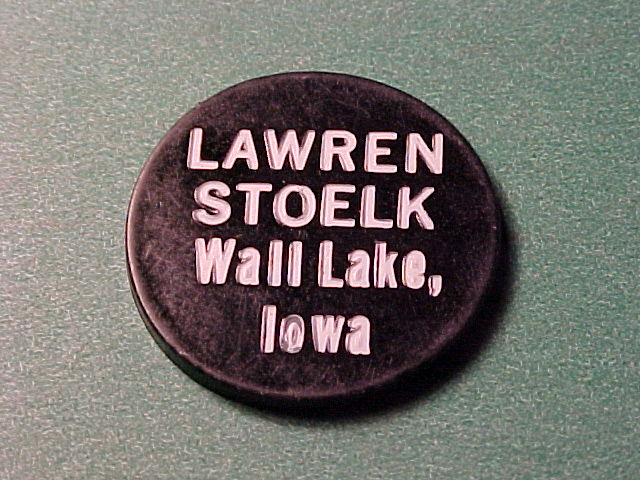 LAWREN
STOELK
Wall Lake,
Iowa